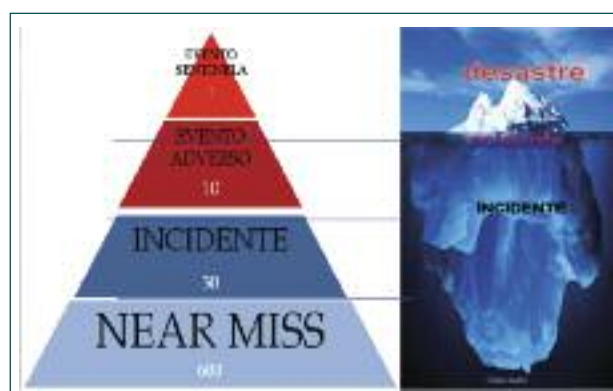 EVENTO
SENTINELA
EVENTO
ADVERSO
10
INCIDENTE
30
NEAR MISS
600
desastre
INCIDENTE